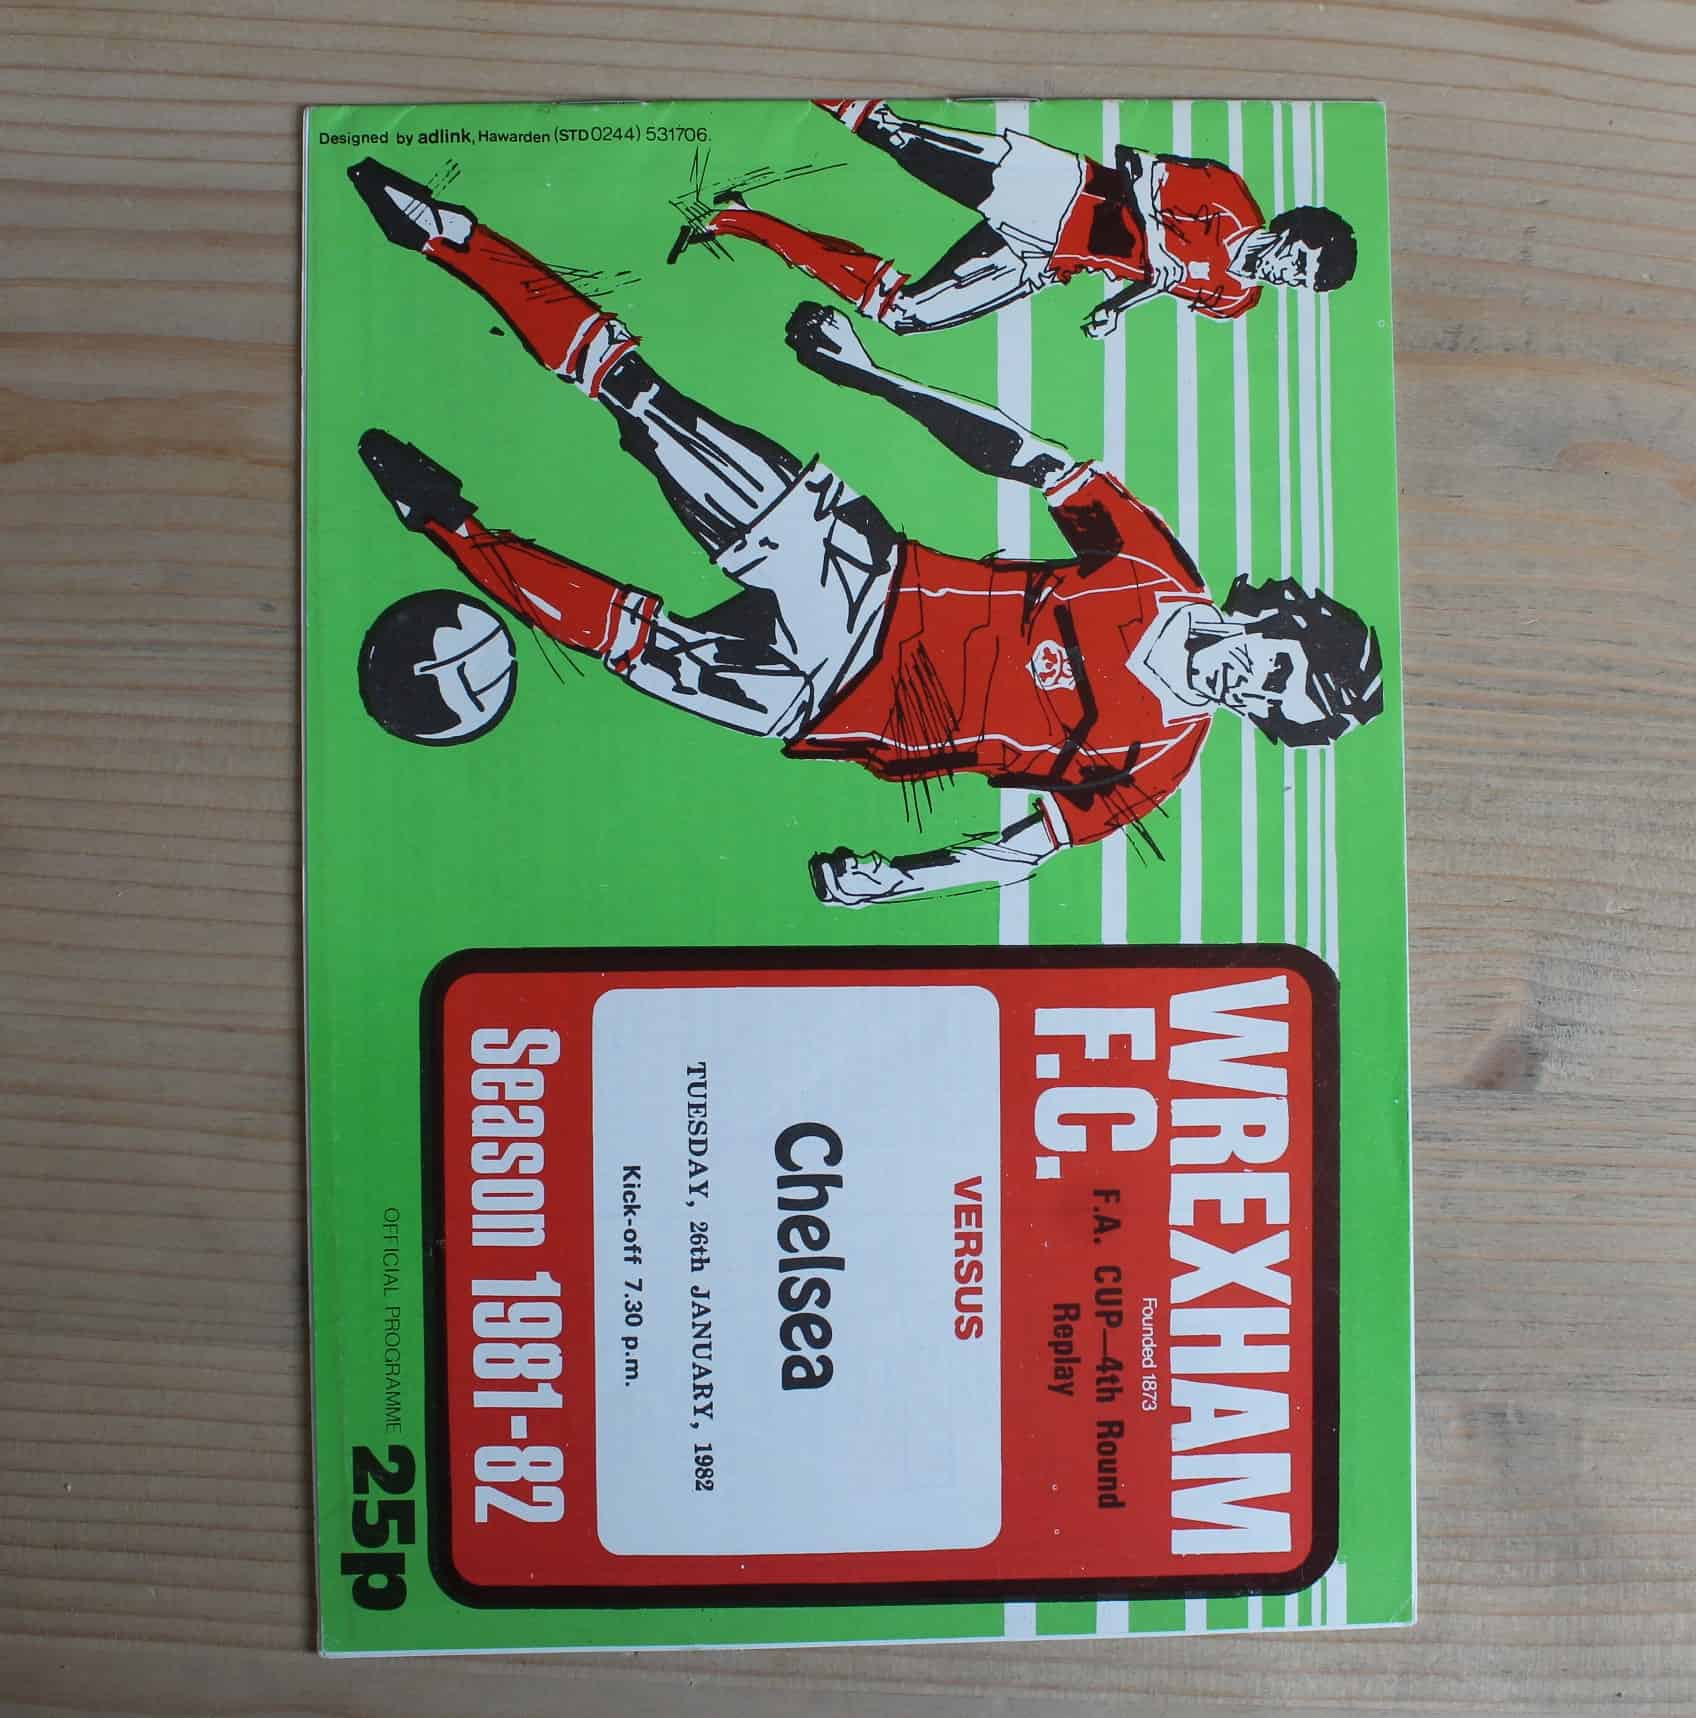 Designed by adlink, Hawarden (STD 0244) 531706.
WREXHAM
F.C.
Founded 1873
F.A. CUP—4th Round
Replay
VERSUS
Chelsea
TUESDAY, 26th JANUARY, 1982
Kick-off 7.30 p.m.
Season 1981-82
OFFICIAL PROGRAMME 25p